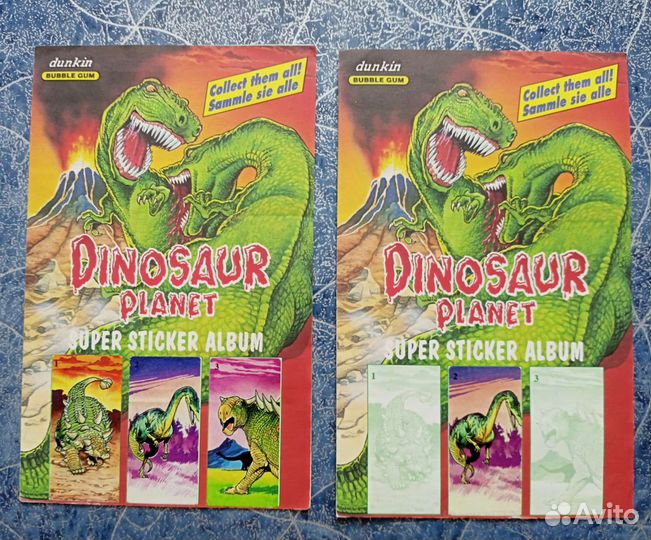 dunkin
BUBBLE GUM
Collect them all!
Sammle sie alle
DINOSAUR
PLANET
SUPER STICKER ALBUM
1
2
3
dunkin
BUBBLE GUM
Collect them all!
Sammle sie alle
DINOSAUR
PLANET
SUPER STICKER ALBUM
1
2
3
Avito